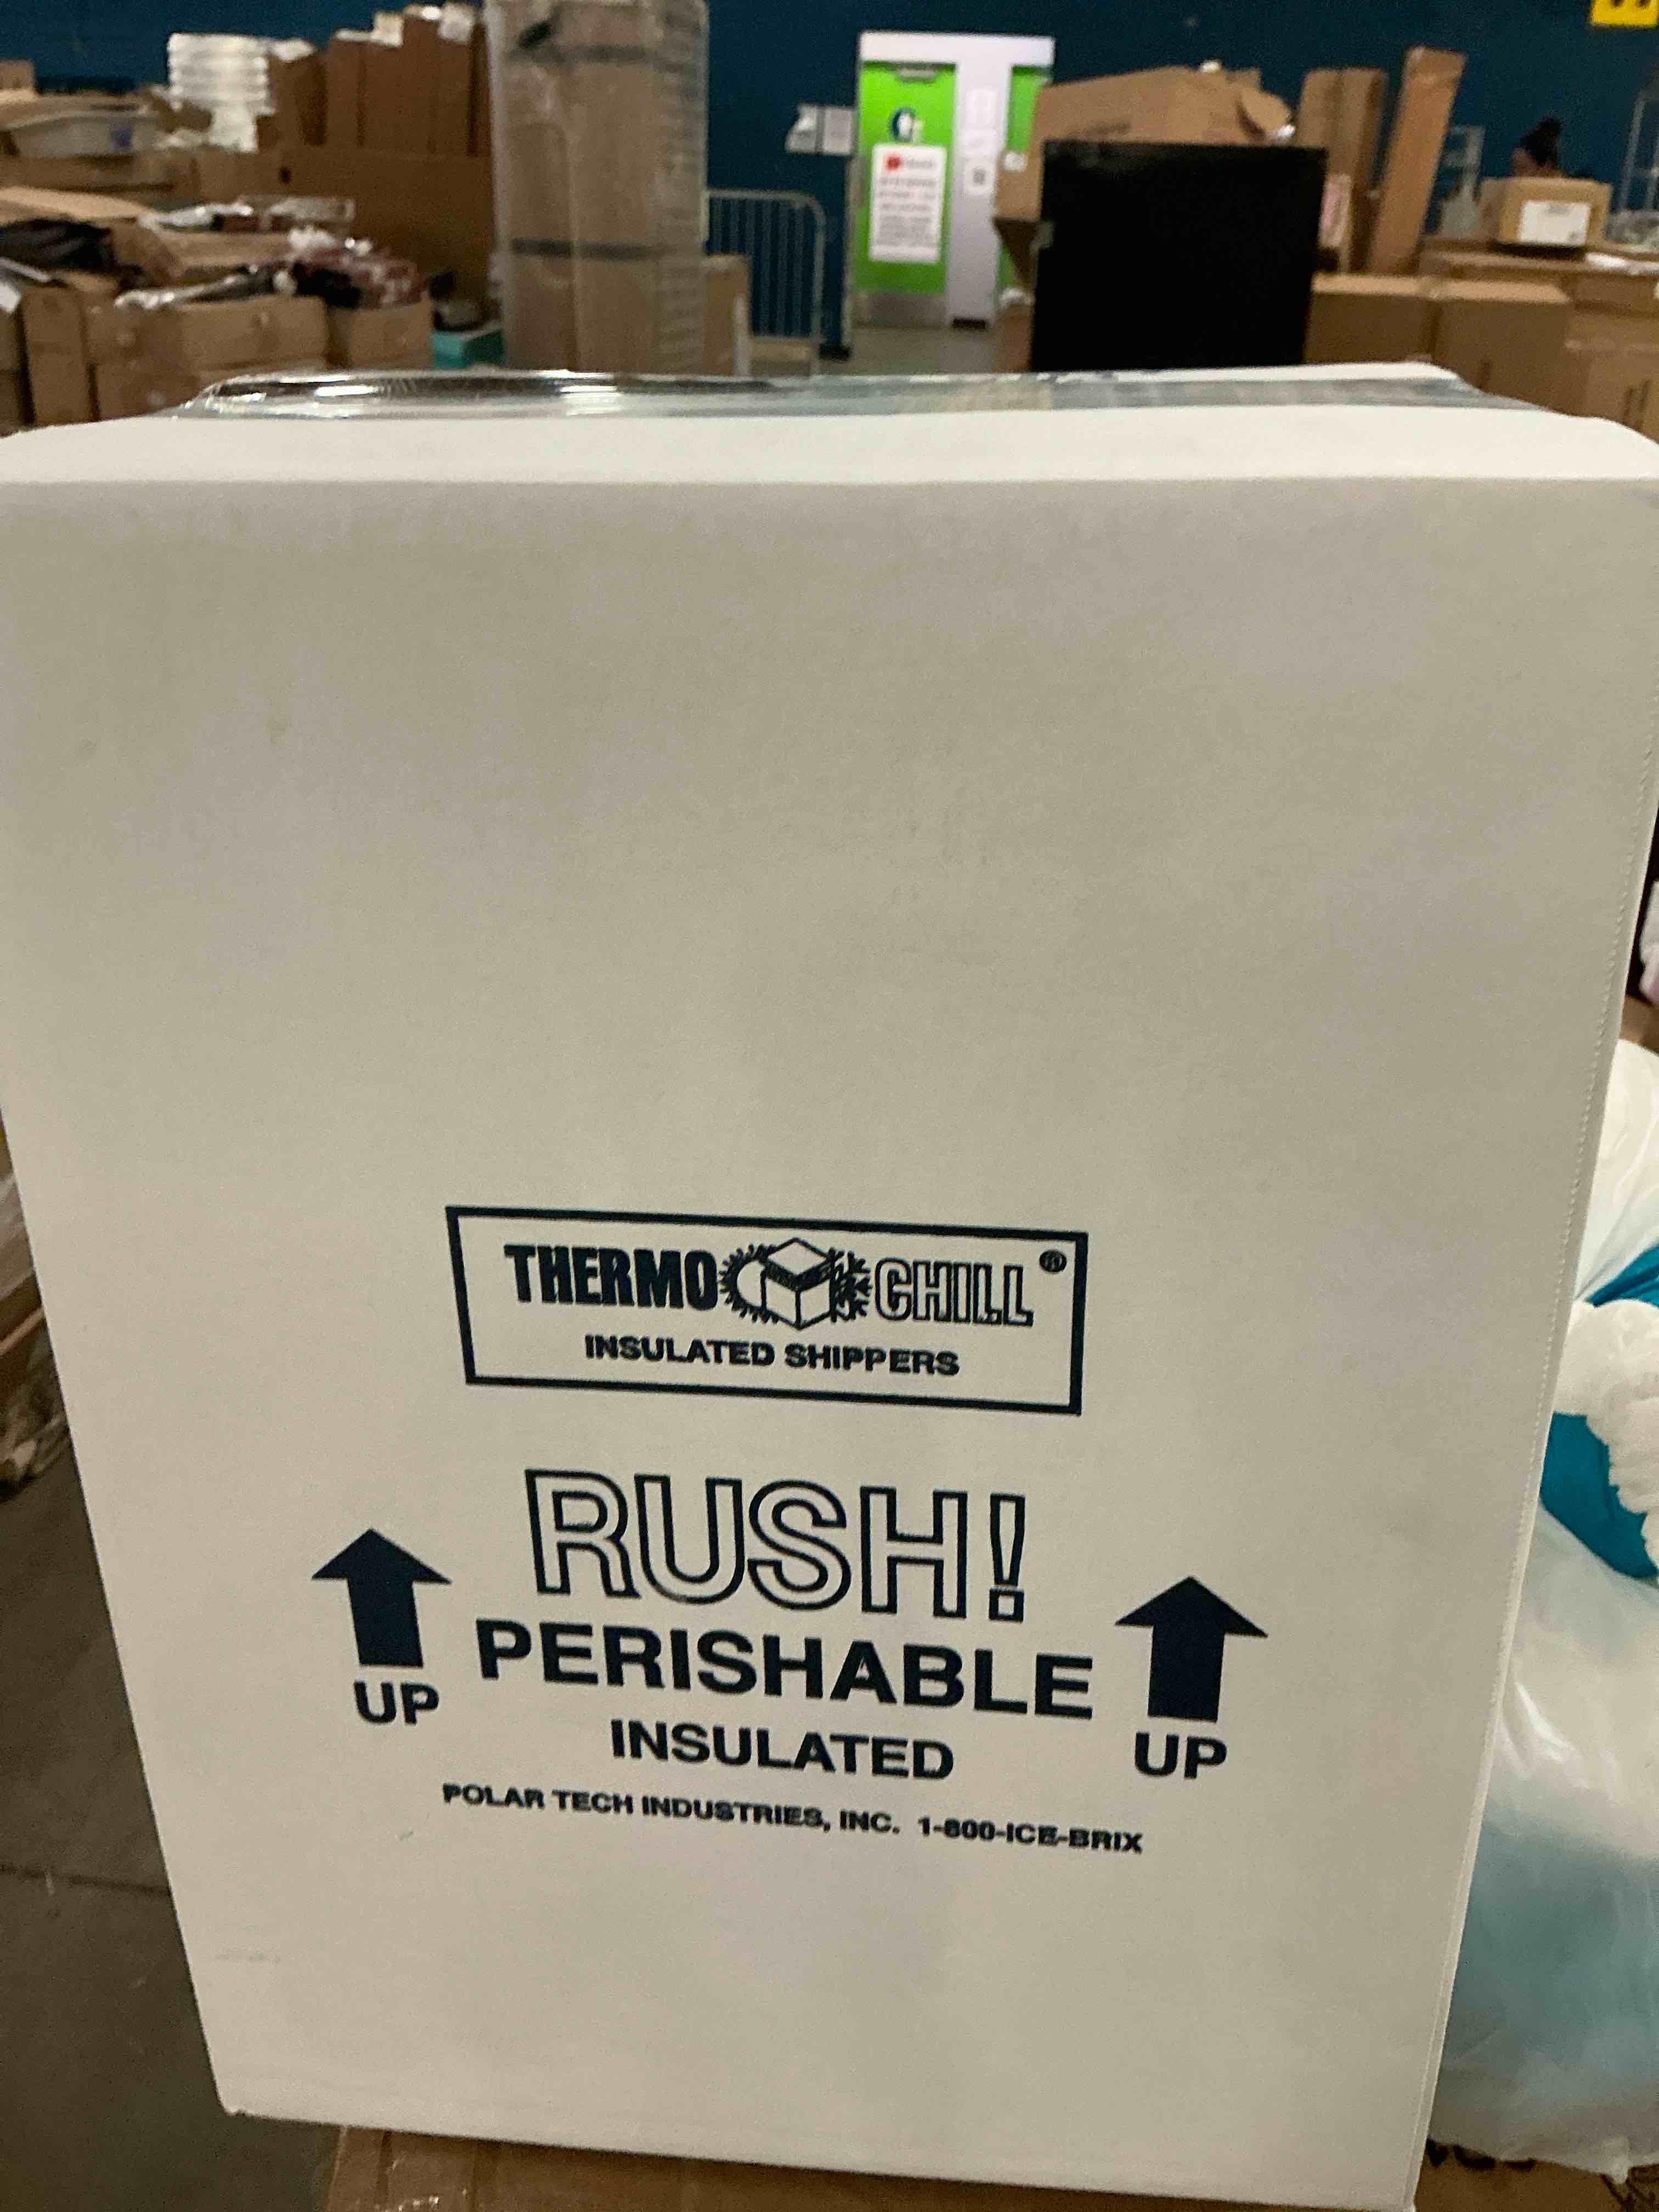 THERMO CHILL®
INSULATED SHIPPERS
RUSH!
PERISHABLE
UP
INSULATED
UP
POLAR TECH INDUSTRIES, INC. 1-800-ICE-BRIX